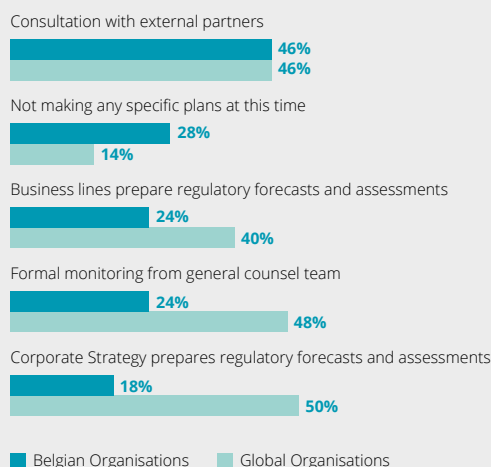 Consultation with external partners
46%
46%
Not making any specific plans at this time
28%
14%
Business lines prepare regulatory forecasts and assessments
24%
40%
Formal monitoring from general counsel team
24%
48%
Corporate Strategy prepares regulatory forecasts and assessments
18%
50%
Belgian Organisations Global Organisations